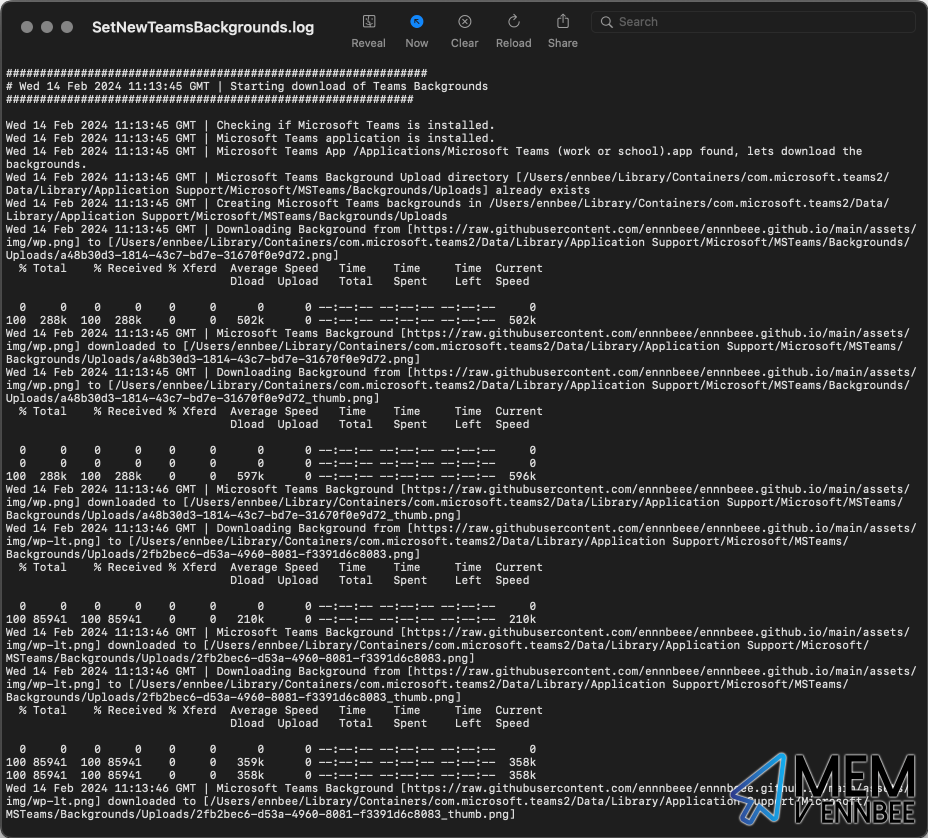 SetNewTeamsBackgrounds.log
Reveal
Now
Clear
Reload
Share
Search
##############################################################
# Wed 14 Feb 2024 11:13:45 GMT | Starting download of Teams Backgrounds
############################################################
Wed 14 Feb 2024 11:13:45 GMT | Checking if Microsoft Teams is installed.
Wed 14 Feb 2024 11:13:45 GMT | Microsoft Teams application is installed.
Wed 14 Feb 2024 11:13:45 GMT | Microsoft Teams App /Applications/Microsoft Teams (work or school).app found, lets download the
backgrounds.
Wed 14 Feb 2024 11:13:45 GMT | Microsoft Teams Background Upload directory [/Users/ennbee/Library/Containers/com.microsoft.teams2/
Data/Library/Application Support/Microsoft/MSTeams/Backgrounds/Uploads] already exists
Wed 14 Feb 2024 11:13:45 GMT | Creating Microsoft Teams backgrounds in /Users/ennbee/Library/Containers/com.microsoft.teams2/Data/
Library/Application Support/Microsoft/MSTeams/Backgrounds/Uploads
Wed 14 Feb 2024 11:13:45 GMT | Downloading Background from [https://raw.githubusercontent.com/ennnbeee/ennnbeee.github.io/main/assets/
img/wp.png] to [/Users/ennbee/Library/Containers/com.microsoft.teams2/Data/Library/Application Support/Microsoft/MSTeams/Backgrounds/
Uploads/a48b30d3-1814-43c7-bd7e-31670f0e9d72.png]
  % Total    % Received % Xferd  Average Speed   Time    Time     Time  Current
                                 Dload  Upload   Total   Spent    Left  Speed
  0     0    0     0    0     0      0      0 --:--:-- --:--:-- --:--:--     0
100  288k  100  288k    0     0   502k      0 --:--:-- --:--:-- --:--:--  502k
Wed 14 Feb 2024 11:13:45 GMT | Microsoft Teams Background [https://raw.githubusercontent.com/ennnbeee/ennnbeee.github.io/main/assets/
img/wp.png] downloaded to [/Users/ennbee/Library/Containers/com.microsoft.teams2/Data/Library/Application Support/Microsoft/MSTeams/
Backgrounds/Uploads/a48b30d3-1814-43c7-bd7e-31670f0e9d72.png]
Wed 14 Feb 2024 11:13:45 GMT | Downloading Background from [https://raw.githubusercontent.com/ennnbeee/ennnbeee.github.io/main/assets/
img/wp.png] to [/Users/ennbee/Library/Containers/com.microsoft.teams2/Data/Library/Application Support/Microsoft/MSTeams/Backgrounds/
Uploads/a48b30d3-1814-43c7-bd7e-31670f0e9d72_thumb.png]
  % Total    % Received % Xferd  Average Speed   Time    Time     Time  Current
                                 Dload  Upload   Total   Spent    Left  Speed
  0     0    0     0    0     0      0      0 --:--:-- --:--:-- --:--:--     0
  0     0    0     0    0     0      0      0 --:--:-- --:--:-- --:--:--     0
100  288k  100  288k    0     0   597k      0 --:--:-- --:--:-- --:--:--  596k
Wed 14 Feb 2024 11:13:46 GMT | Microsoft Teams Background [https://raw.githubusercontent.com/ennnbeee/ennnbeee.github.io/main/assets/
img/wp.png] downloaded to [/Users/ennbee/Library/Containers/com.microsoft.teams2/Data/Library/Application Support/Microsoft/MSTeams/
Backgrounds/Uploads/a48b30d3-1814-43c7-bd7e-31670f0e9d72_thumb.png]
Wed 14 Feb 2024 11:13:46 GMT | Downloading Background from [https://raw.githubusercontent.com/ennnbeee/ennnbeee.github.io/main/assets/
img/wp-lt.png] to [/Users/ennbee/Library/Containers/com.microsoft.teams2/Data/Library/Application Support/Microsoft/MSTeams/
Backgrounds/Uploads/2fb2bec6-d53a-4960-8081-f3391d6c8083.png]
  % Total    % Received % Xferd  Average Speed   Time    Time     Time  Current
                                 Dload  Upload   Total   Spent    Left  Speed
  0     0    0     0    0     0      0      0 --:--:-- --:--:-- --:--:--     0
100 85941  100 85941    0     0   210k      0 --:--:-- --:--:-- --:--:--  210k
Wed 14 Feb 2024 11:13:46 GMT | Microsoft Teams Background [https://raw.githubusercontent.com/ennnbeee/ennnbeee.github.io/main/assets/
img/wp-lt.png] downloaded to [/Users/ennbee/Library/Containers/com.microsoft.teams2/Data/Library/Application Support/Microsoft/
MSTeams/Backgrounds/Uploads/2fb2bec6-d53a-4960-8081-f3391d6c8083.png]
Wed 14 Feb 2024 11:13:46 GMT | Downloading Background from [https://raw.githubusercontent.com/ennnbeee/ennnbeee.github.io/main/assets/
img/wp-lt.png] to [/Users/ennbee/Library/Containers/com.microsoft.teams2/Data/Library/Application Support/Microsoft/MSTeams/
Backgrounds/Uploads/2fb2bec6-d53a-4960-8081-f3391d6c8083_thumb.png]
  % Total    % Received % Xferd  Average Speed   Time    Time     Time  Current
                                 Dload  Upload   Total   Spent    Left  Speed
  0     0    0     0    0     0      0      0 --:--:-- --:--:-- --:--:--     0
100 85941  100 85941    0     0   359k      0 --:--:-- --:--:-- --:--:--  358k
100 85941  100 85941    0     0   358k      0 --:--:-- --:--:-- --:--:--  358k
Wed 14 Feb 2024 11:13:46 GMT | Microsoft Teams Background [https://raw.githubusercontent.com/ennnbeee/ennnbeee.github.io/main/assets/
img/wp-lt.png] downloaded to [/Users/ennbee/Library/Containers/com.microsoft.teams2/Data/Library/Application Support/Microsoft/
MSTeams/Backgrounds/Uploads/2fb2bec6-d53a-4960-8081-f3391d6c8083_thumb.png]
MEM
VENNBEE